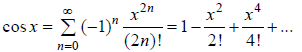 cos x = ∑_{n=0}^{∞} (-1)^n x^{2n}/(2n)! = 1 - x^2/2! + x^4/4! + ...